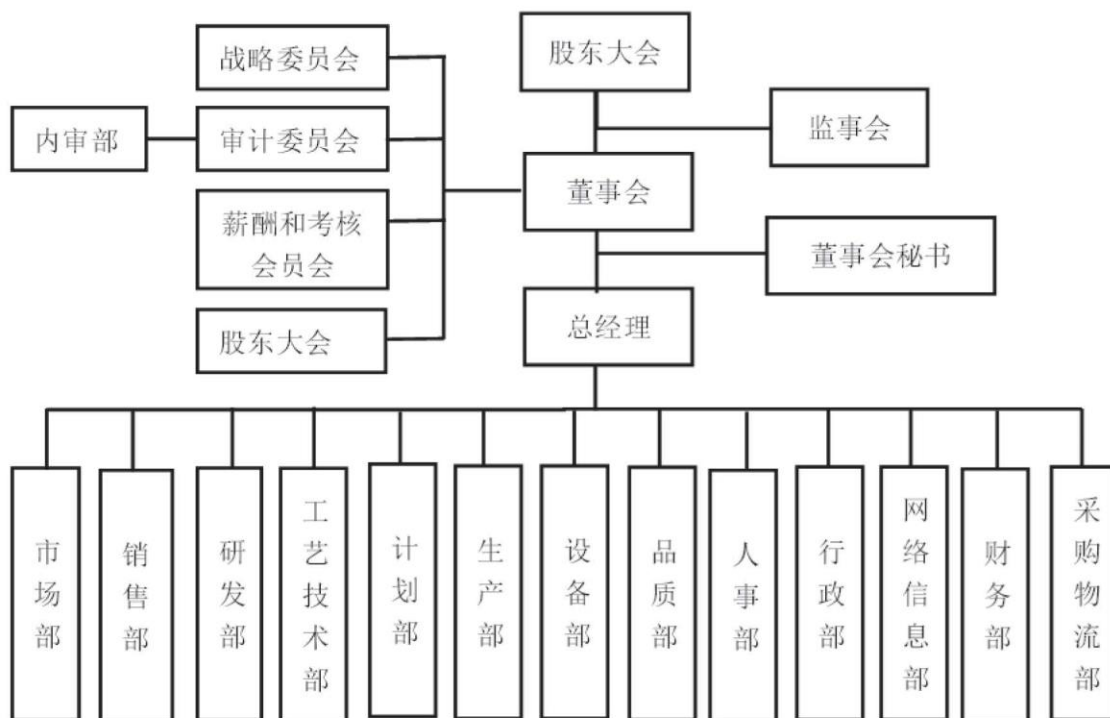 战略委员会
股东大会
内审部
审计委员会
监事会
董事会
薪酬和考核
会员会
董事会秘书
总经理
股东大会
市场部
销售部
研发部
工艺技术部
计划部
生产部
设备部
品质部
人事部
行政部
网络信息部
财务部
采购物流部